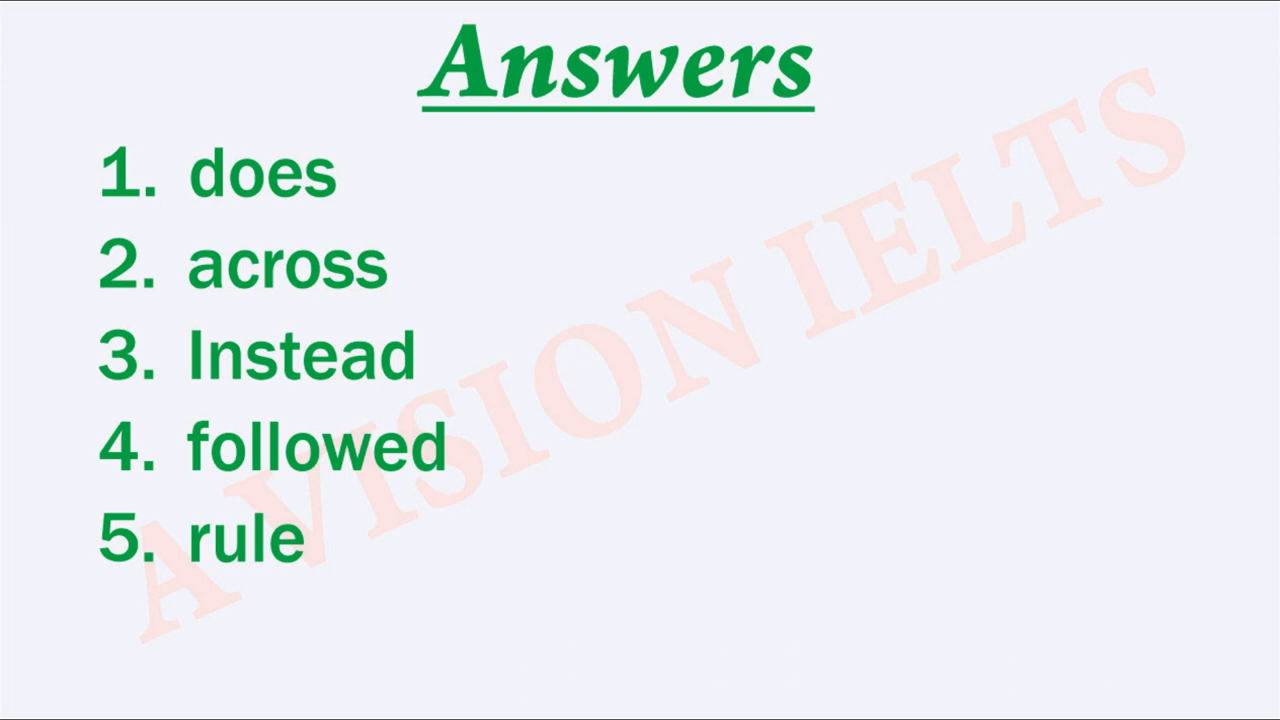 Answers
1. does
2. across
3. Instead
4. followed
5. rule
A VISION IELTS